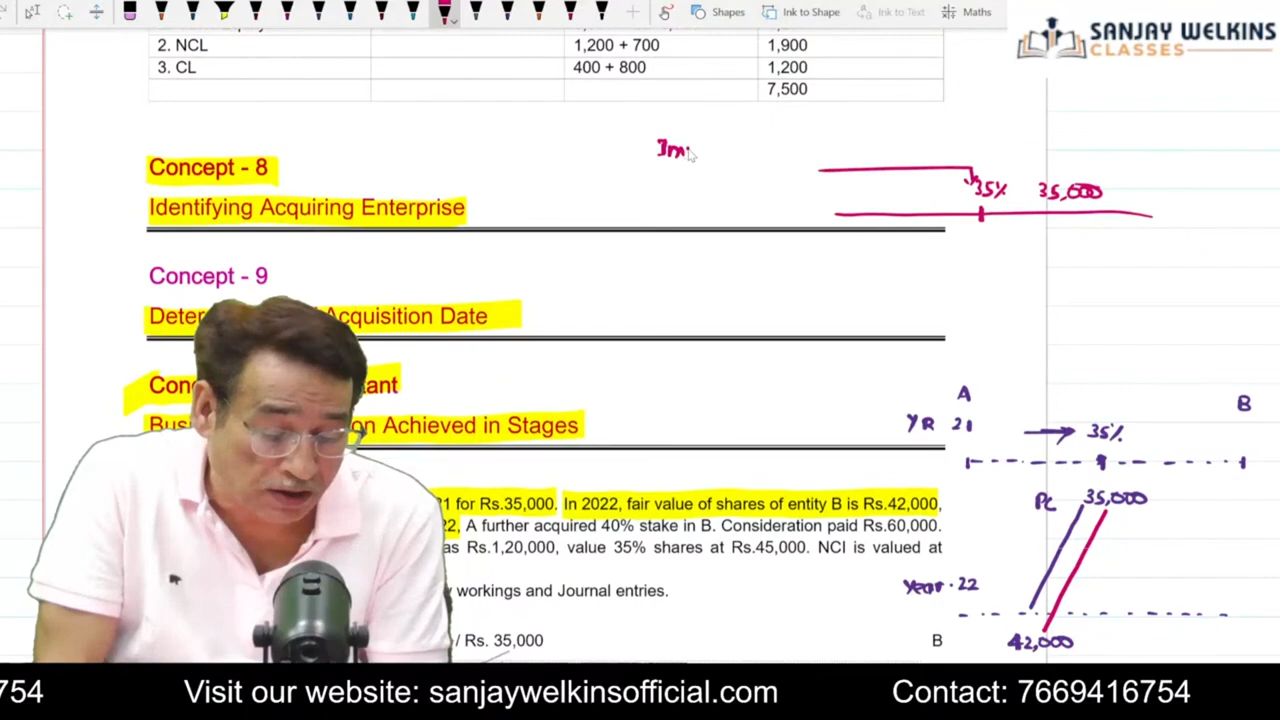 Shapes Ink to Shape Ink to Text Maths
SANJAY WELKINS
CLASSES
2. NCL 1,200 + 700 1,900
3. CL 400 + 800 1,200
7,500
Im
Concept - 8
35% 35,000
Identifying Acquiring Enterprise
Concept - 9
Acquisition Date
A
B
Business on Achieved in Stages
YR 21
35%
1 for Rs.35,000. In 2022, fair value of shares of entity B is Rs.42,000,
PC 35,000
22, A further acquired 40% stake in B. Consideration paid Rs.60,000.
as Rs.1,20,000, value 35% shares at Rs.45,000. NCI is valued at
Year-22
workings and Journal entries.
/ Rs. 35,000 B
42,000
754 Visit our website: sanjaywelkinsofficial.com Contact: 7669416754